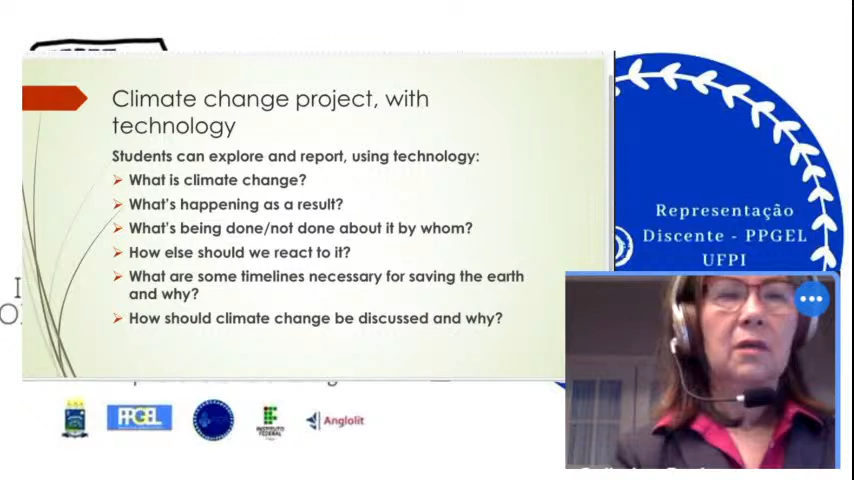 Climate change project, with
technology
Students can explore and report, using technology:
What is climate change?
What's happening as a result?
What's being done/not done about it by whom?
How else should we react to it?
What are some timelines necessary for saving the earth
and why?
How should climate change be discussed and why?
Representação
Discente - PPGEL
UFPI
PPGEL
INSTITUTO
FEDERAL
Anglolit